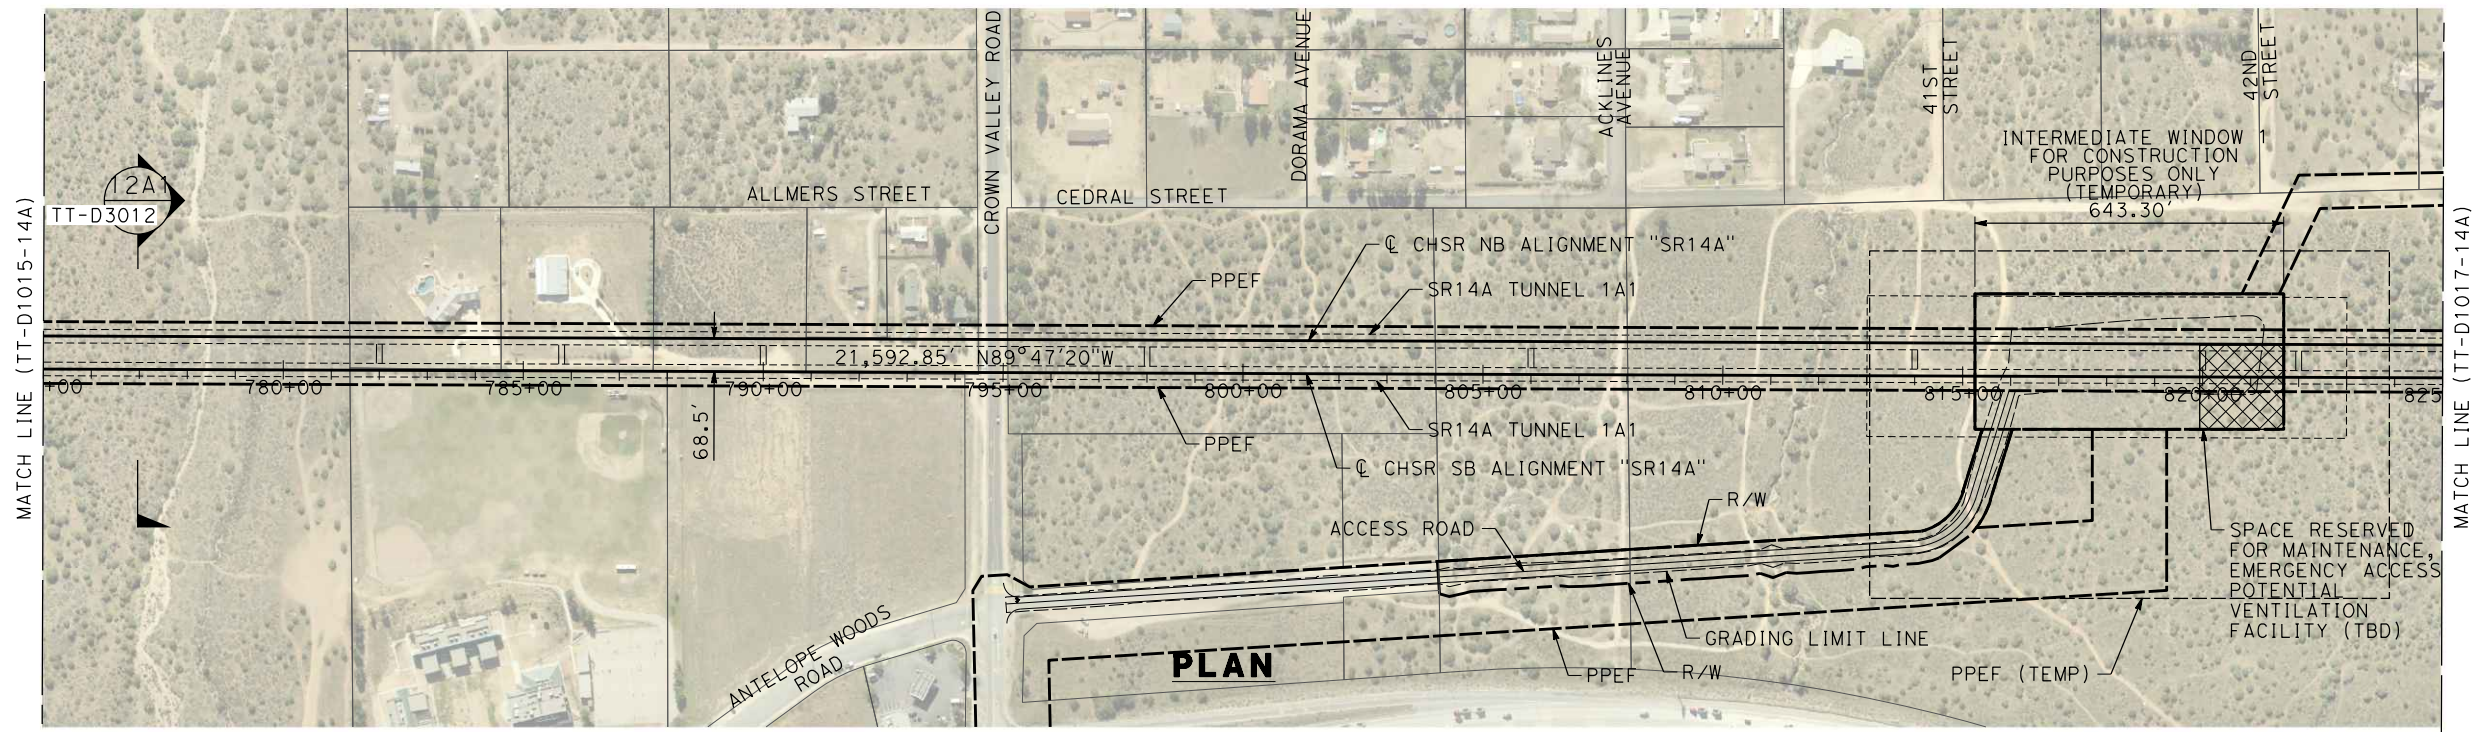 CROWN VALLEY ROAD
DORAMA AVENUE
ACKLINES
AVENUE
41ST
STREET
42ND
STREET
INTERMEDIATE WINDOW 1
FOR CONSTRUCTION
PURPOSES ONLY
(TEMPORARY)
643.30'
12A1
TT-D3012
ALLMERS STREET
CEDRAL STREET
MATCH LINE (TT-D1015-14A)
MATCH LINE (TT-D1017-14A)
℄ CHSR NB ALIGNMENT "SR14A"
PPEF
SR14A TUNNEL 1A1
21,592.85' N89°47'20"W
+00
780+00
785+00
790+00
795+00
800+00
805+00
810+00
815+00
820+00
825
68.5'
SR14A TUNNEL 1A1
PPEF
℄ CHSR SB ALIGNMENT "SR14A"
R/W
ACCESS ROAD
SPACE RESERVED
FOR MAINTENANCE,
EMERGENCY ACCESS
POTENTIAL
VENTILATION
FACILITY (TBD)
ANTELOPE WOODS
ROAD
GRADING LIMIT LINE
PLAN
PPEF
R/W
PPEF (TEMP)